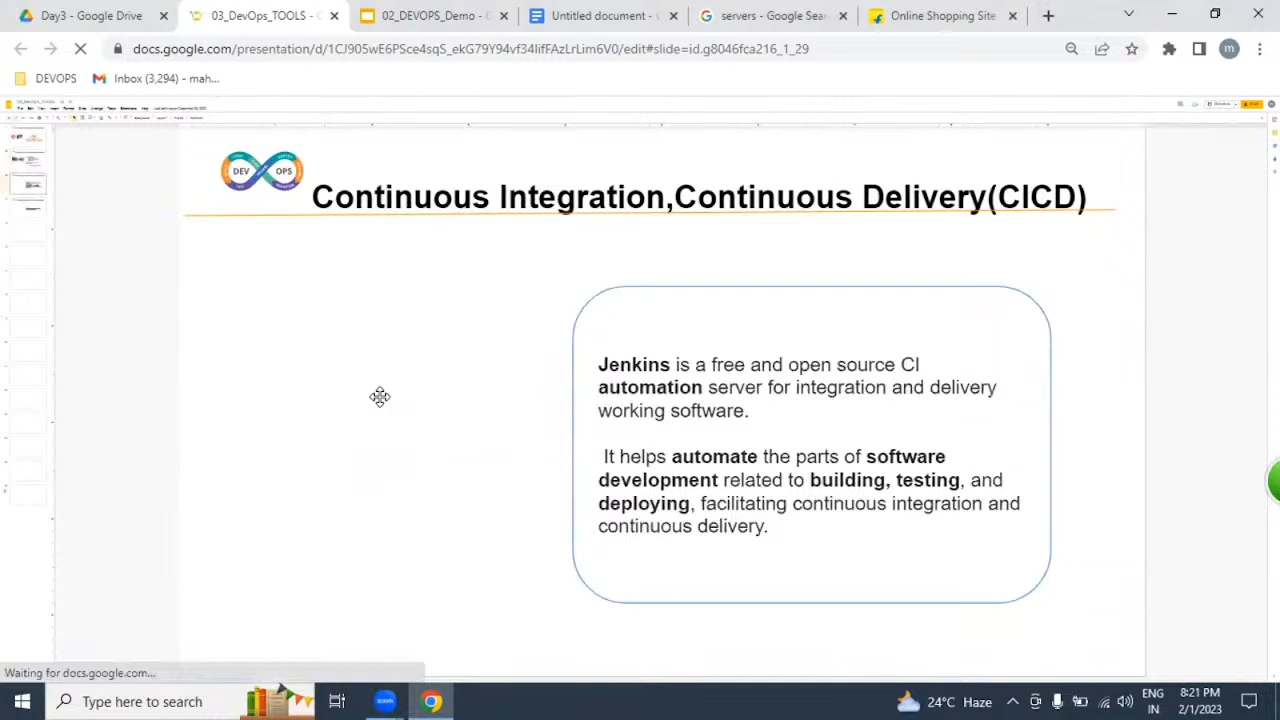 Day3 - Google Drive
03_DevOps_TOOLS - G
02_DEVOPS_Demo - G
Untitled document - G
servers - Google Sear
Online Shopping Site
docs.google.com/presentation/d/1CJ905wE6PSce4sqS_ekG79Y94vf34IifFAzLrLim6V0/edit#slide=id.g8046fca216_1_29
m
DEVOPS
Inbox (3,294) - mah...
DEV OPS
Continuous Integration,Continuous Delivery(CICD)
Jenkins is a free and open source CI
automation server for integration and delivery
working software.
It helps automate the parts of software
development related to building, testing, and
deploying, facilitating continuous integration and
continuous delivery.
Waiting for docs.google.com...
Type here to search
zoom
24°C Haze
ENG
IN
8:21 PM
2/1/2023